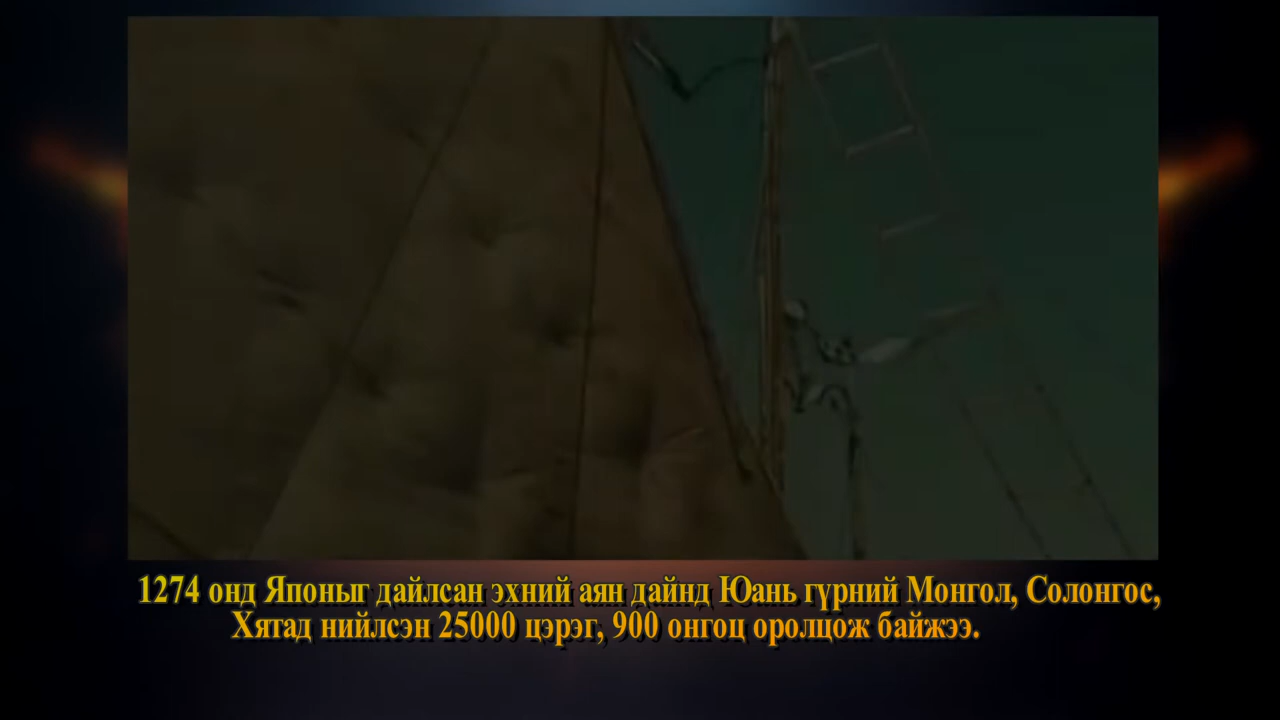 1274 онд Японыг дайлсан эхний аян дайнд Юань гүрний Монгол, Солонгос,
Хятад нийлсэн 25000 цэрэг, 900 онгоц оролцож байжээ.